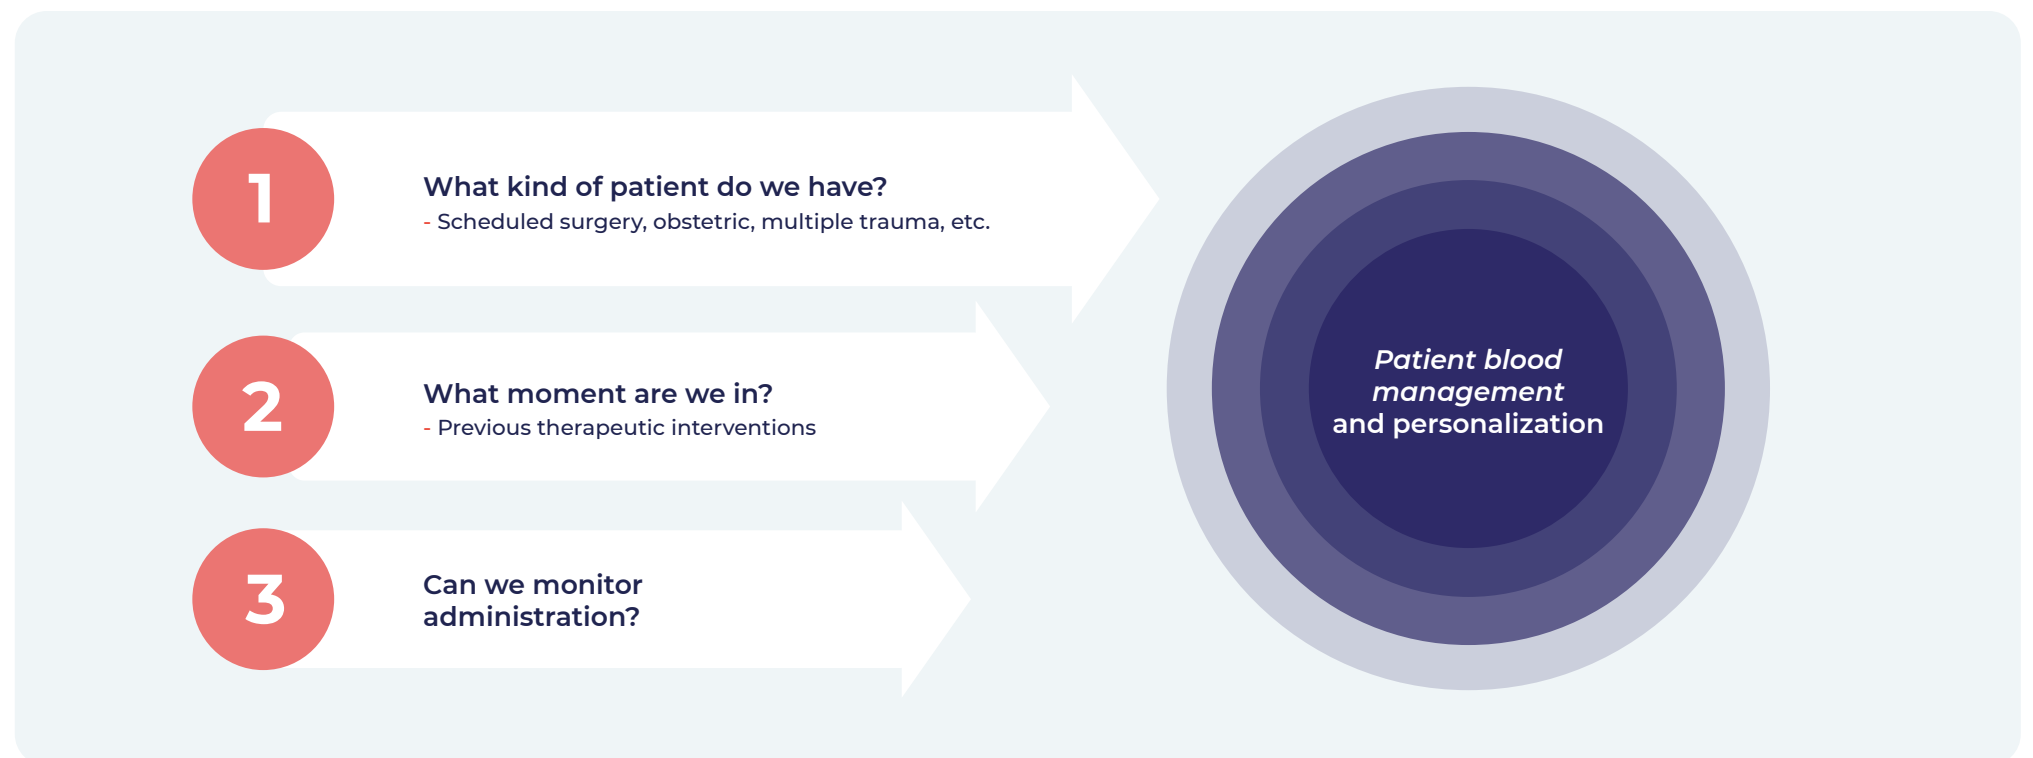 1
What kind of patient do we have?
- Scheduled surgery, obstetric, multiple trauma, etc.
2
What moment are we in?
- Previous therapeutic interventions
3
Can we monitor
administration?
Patient blood
management
and personalization